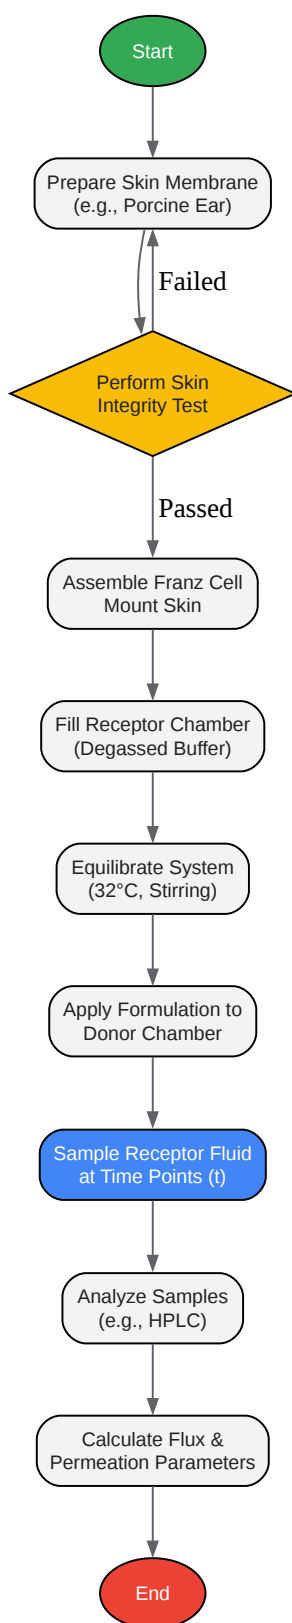 Start
Prepare Skin Membrane
(e.g., Porcine Ear)
Failed
Perform Skin
Integrity Test
Passed
Assemble Franz Cell
Mount Skin
Fill Receptor Chamber
(Degassed Buffer)
Equilibrate System
(32°C, Stirring)
Apply Formulation to
Donor Chamber
Sample Receptor Fluid
at Time Points (t)
Analyze Samples
(e.g., HPLC)
Calculate Flux &
Permeation Parameters
End